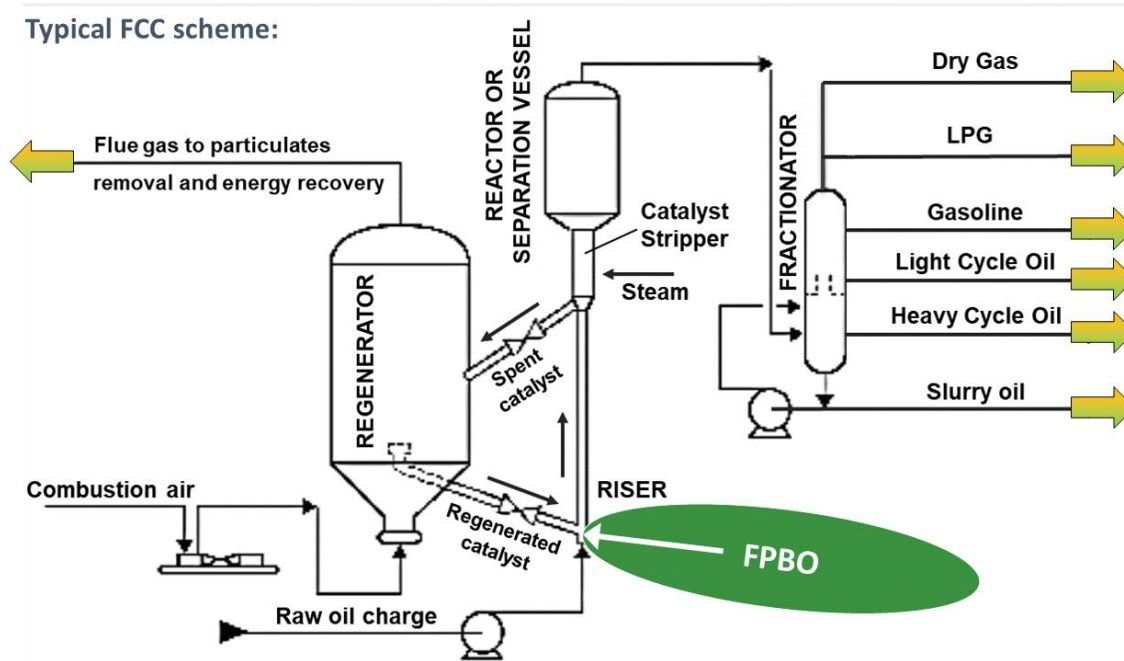 Typical FCC scheme:
Flue gas to particulates
removal and energy recovery
REACTOR OR
SEPARATION VESSEL
Catalyst
Stripper
Steam
REGENERATOR
Spent
catalyst
Regenerated
catalyst
Combustion air
Raw oil charge
RISER
FPBO
FRACTIONATOR
Dry Gas
LPG
Gasoline
Light Cycle Oil
Heavy Cycle Oil
Slurry oil